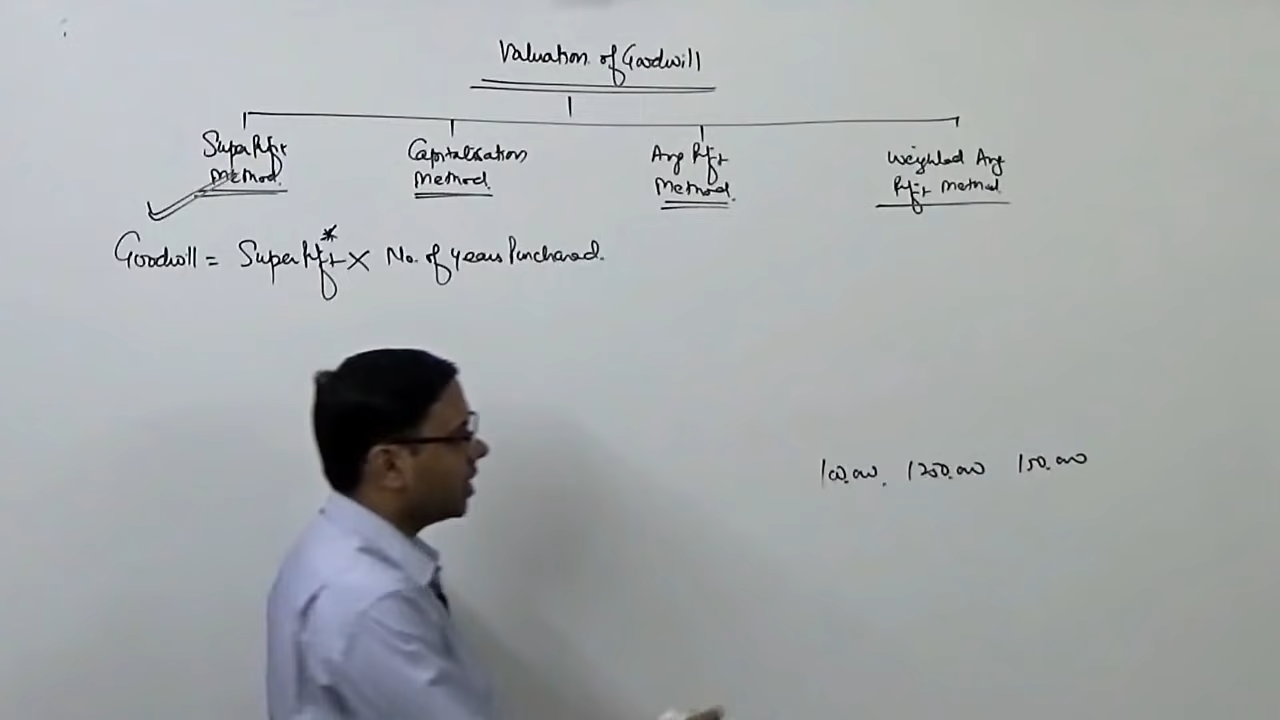 Valuation of Goodwill
Super Pft Method.
Capitalisation Method.
Avg Pft Method.
Weighted Avg Pft Method
Goodwill = Super Pft* X No. of years Purchased.
100,000, 1200,000 150,000